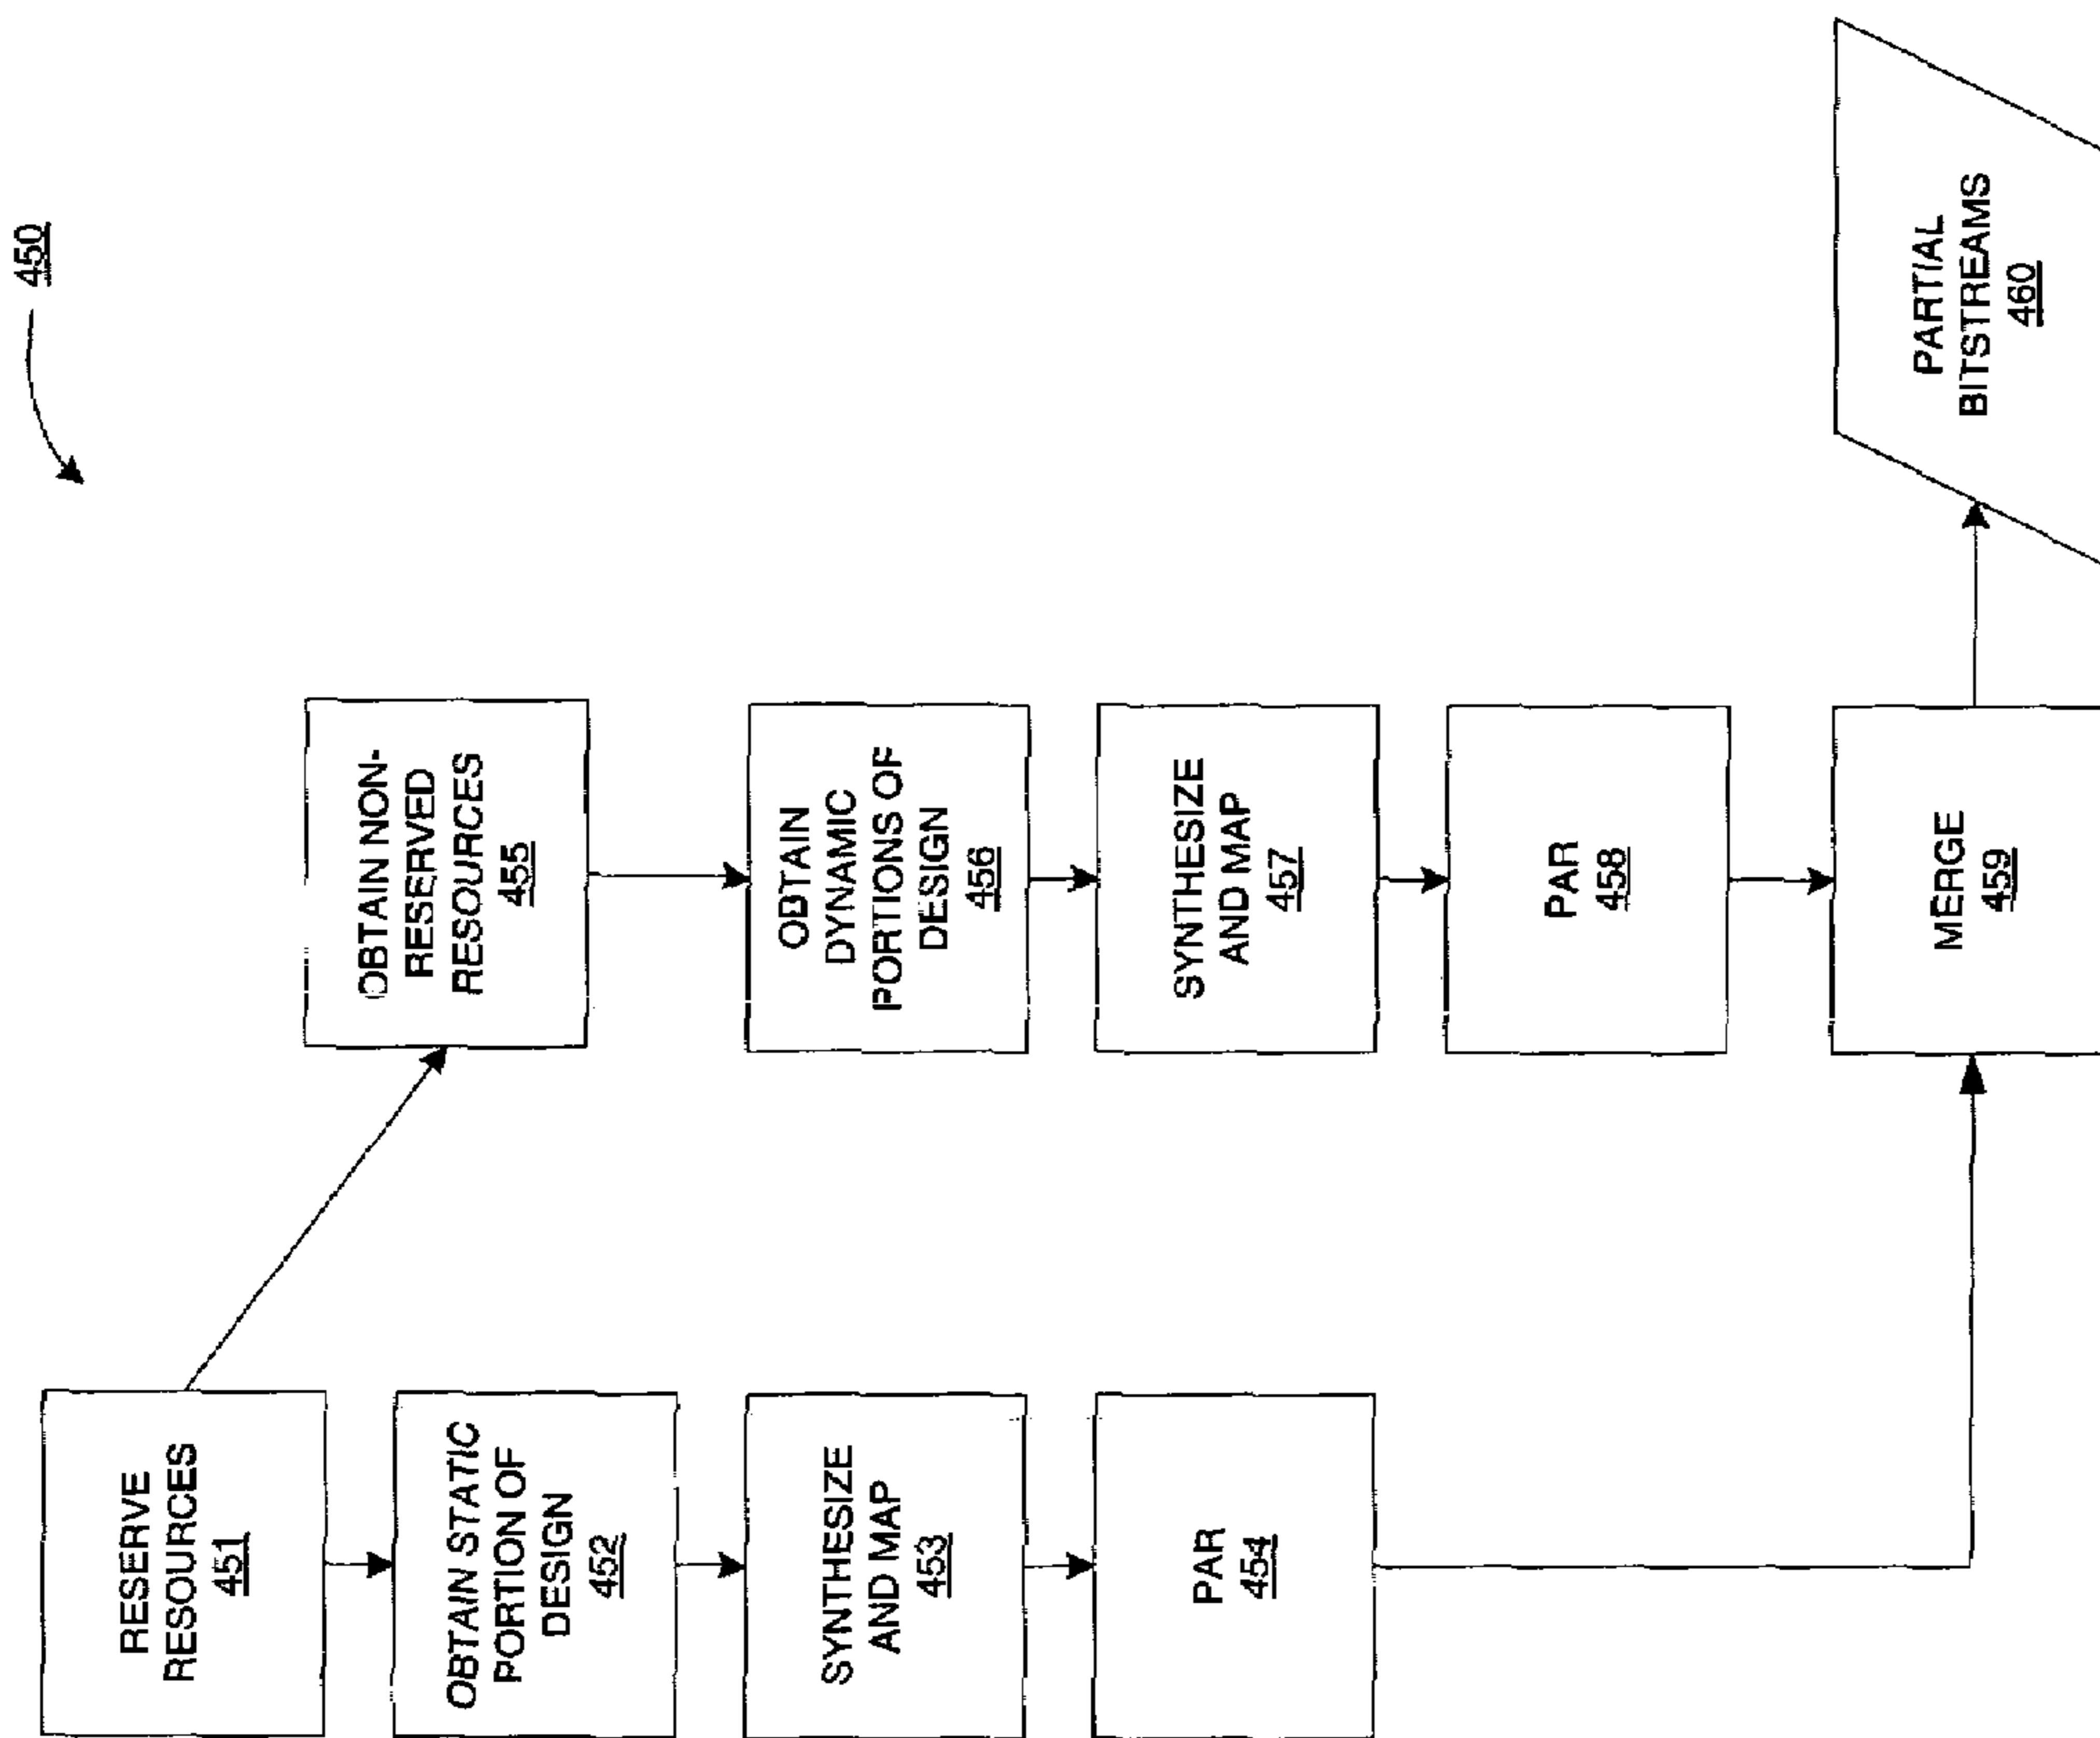 450
RESERVE
RESOURCES
451
OBTAIN STATIC
PORTION OF
DESIGN
452
SYNTHESIZE
AND MAP
453
PAR
454
OBTAIN NON-
RESERVED
RESOURCES
455
OBTAIN
DYNAMIC
PORTIONS OF
DESIGN
456
SYNTHESIZE
AND MAP
457
PAR
458
MERGE
459
PARTIAL
BITSTREAMS
460